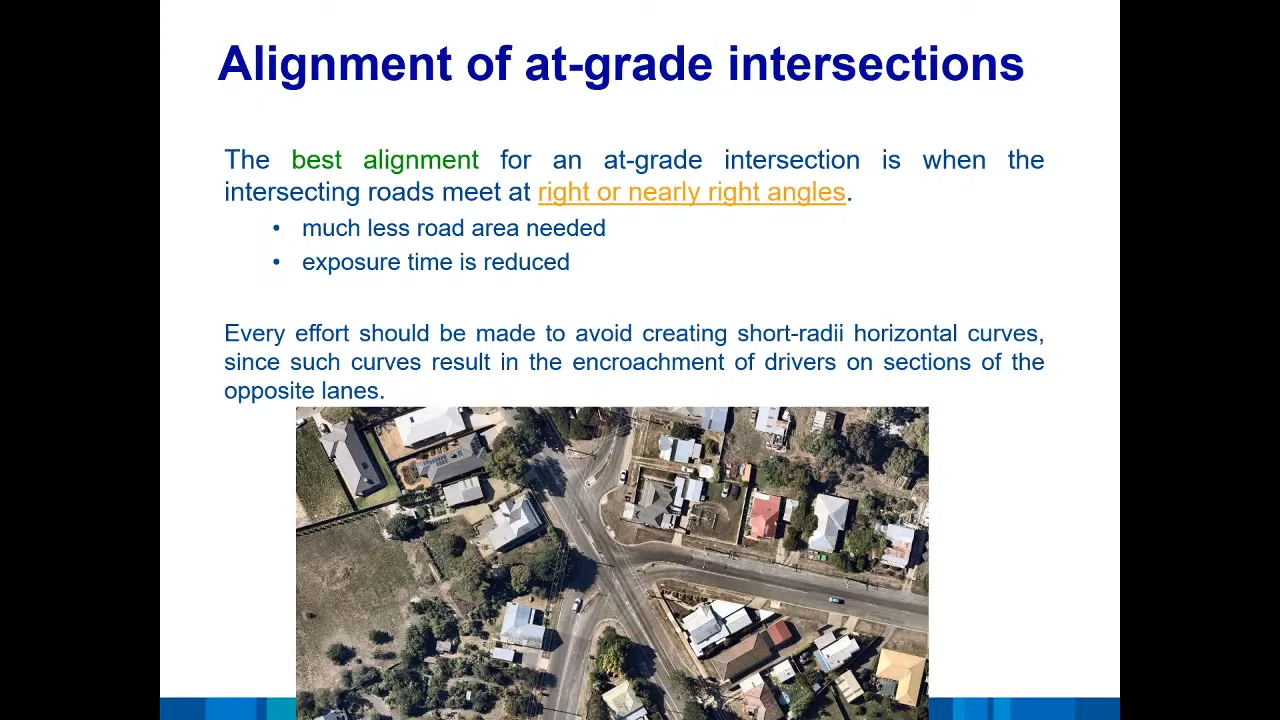 Alignment of at-grade intersections
The best alignment for an at-grade intersection is when the
intersecting roads meet at right or nearly right angles.
• much less road area needed
• exposure time is reduced
Every effort should be made to avoid creating short-radii horizontal curves,
since such curves result in the encroachment of drivers on sections of the
opposite lanes.